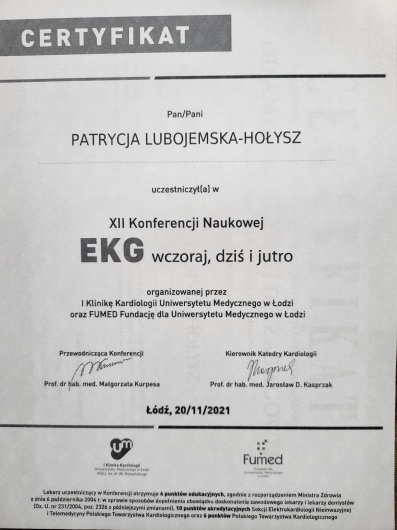 CERTYFIKAT
Pan/Pani
PATRYCJA LUBOJEMSKA-HOŁYSZ
uczestniczył(a) w
XII Konferencji Naukowej
EKG wczoraj, dziś i jutro
organizowanej przez
I Klinikę Kardiologii Uniwersytetu Medycznego w Łodzi
oraz FUMED Fundację dla Uniwersytetu Medycznego w Łodzi
Przewodnicząca Konferencji
Kierownik Katedry Kardiologii
Prof. dr hab. med. Małgorzata Kurpesa
Prof. dr hab. med. Jarosław D. Kasprzak
Łódź, 20/11/2021
I Klinika Kardiologii
Fumed
Lekarz uczestniczący w Konferencji otrzymuje 6 punktów edukacyjnych, zgodnie z rozporządzeniem Ministra Zdrowia
z dnia 6 października 2004 r. w sprawie sposobów dopełnienia obowiązku doskonalenia zawodowego lekarzy i lekarzy dentystów
(Dz. U. nr 231/2004, poz. 2326 z późniejszymi zmianami), 10 punktów akredytacyjnych Sekcji Elektrokardiologii Nieinwazyjnej
i Telemedycyny Polskiego Towarzystwa Kardiologicznego oraz 6 punktów Polskiego Towarzystwa Kardiologicznego